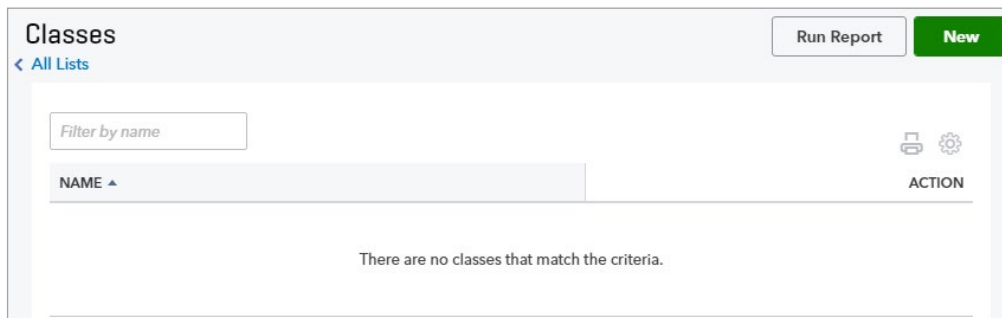 Classes
Run Report
New
All Lists
Filter by name
NAME
ACTION
There are no classes that match the criteria.